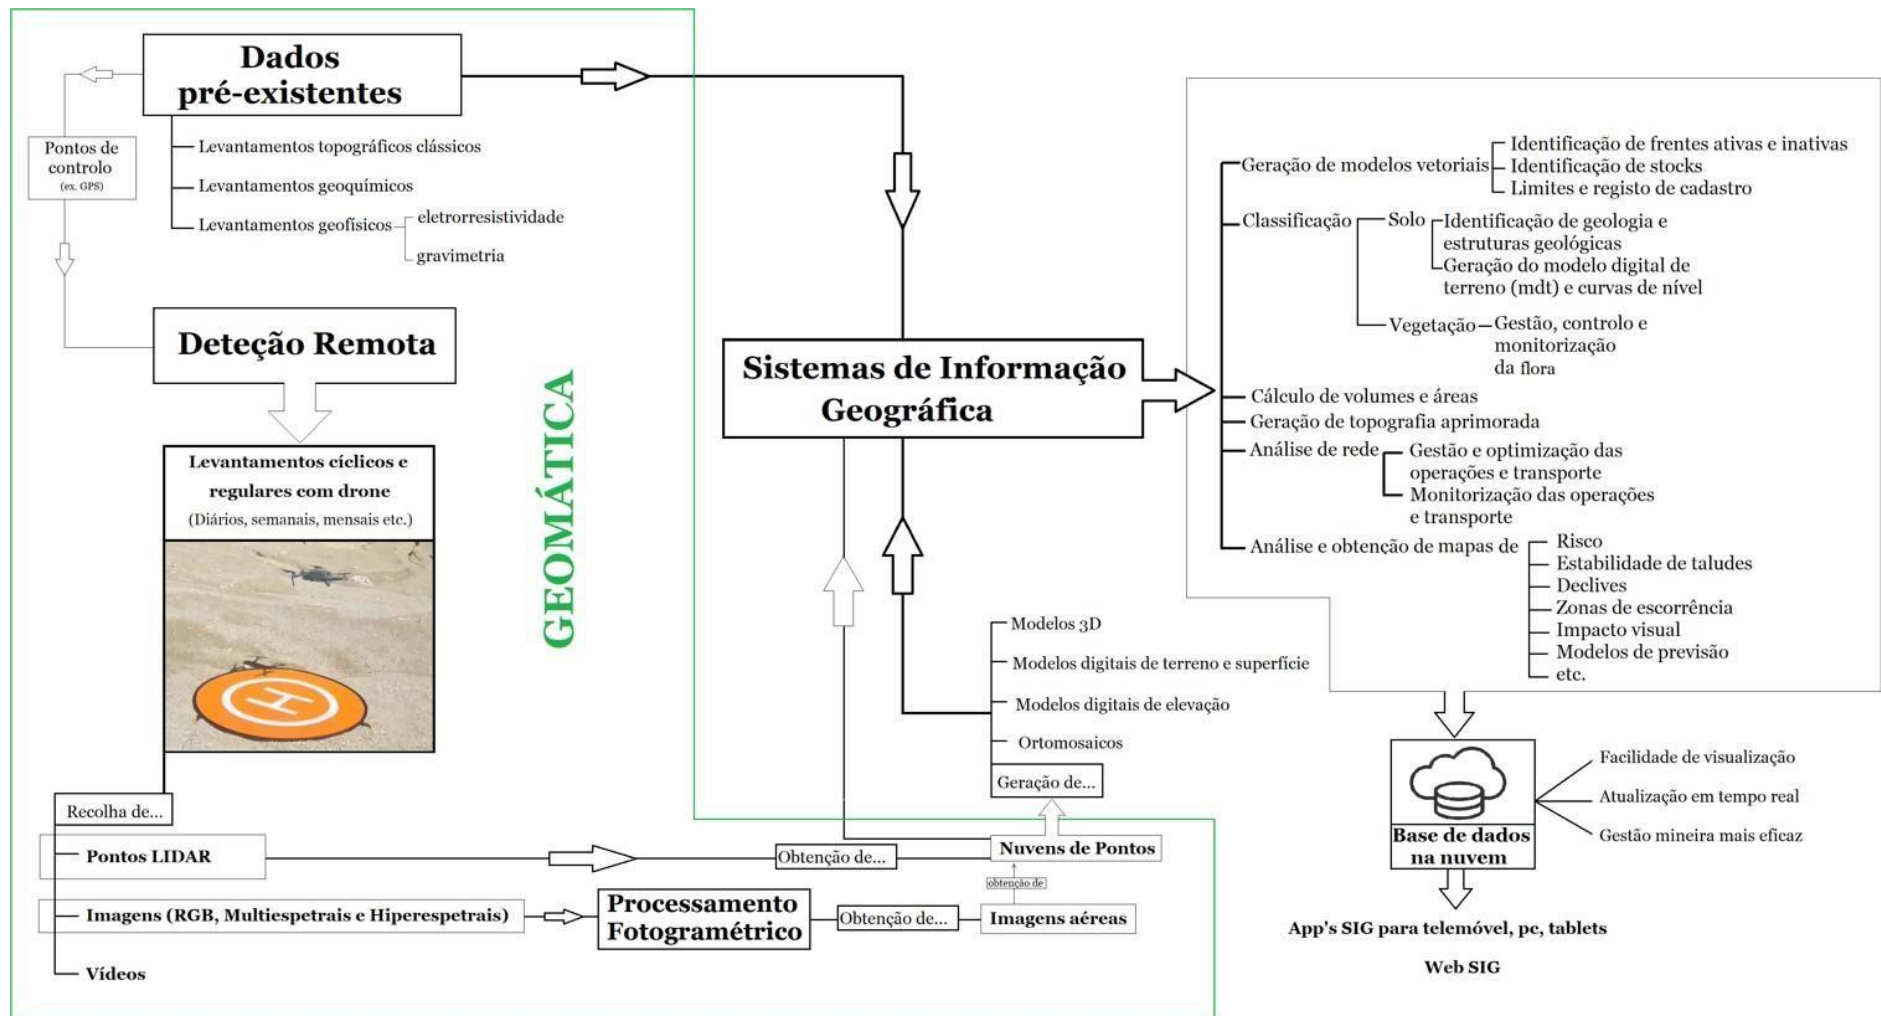 Dados
pré-existentes
Pontos de
controlo
(ex. GPS)
Levantamentos topográficos clássicos
Levantamentos geoquímicos
Levantamentos geofísicos
eletrorresistividade
gravimetria
Deteção Remota
Levantamentos cíclicos e
regulares com drone
(Diários, semanais, mensais etc.)
H
GEOMÁTICA
Recolha de...
Pontos LIDAR
Imagens (RGB, Multiespetrais e Hiperespetrais)
Vídeos
Processamento
Fotogramétrico
Obtenção de...
Obtenção de...
Imagens aéreas
obtenção de
Nuvens de Pontos
Geração de...
Modelos 3D
Modelos digitais de terreno e superfície
Modelos digitais de elevação
Ortomosaicos
Sistemas de Informação
Geográfica
Geração de modelos vetoriais
Identificação de frentes ativas e inativas
Identificação de stocks
Limites e registo de cadastro
Classificação
Solo
Identificação de geologia e
estruturas geológicas
Geração do modelo digital de
terreno (mdt) e curvas de nível
Vegetação
Gestão, controlo e
monitorização
da flora
Cálculo de volumes e áreas
Geração de topografia aprimorada
Análise de rede
Gestão e optimização das
operações e transporte
Monitorização das operações
e transporte
Análise e obtenção de mapas de
Risco
Estabilidade de taludes
Declives
Zonas de escorrência
Impacto visual
Modelos de previsão
etc.
Base de dados
na nuvem
Facilidade de visualização
Atualização em tempo real
Gestão mineira mais eficaz
App's SIG para telemóvel, pc, tablets
Web SIG